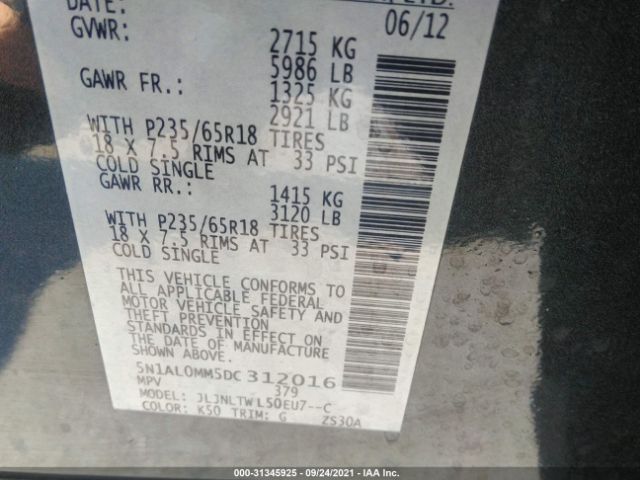 DATE:
LTD.
06/12
GVWR:
2715 KG
5986 LB
GAWR FR.:
1325 KG
2921 LB
WITH P235/65R18 TIRES
18 X 7.5 RIMS AT 33 PSI
COLD SINGLE
GAWR RR.:
1415 KG
3120 LB
WITH P235/65R18 TIRES
18 X 7.5 RIMS AT 33 PSI
COLD SINGLE
THIS VEHICLE CONFORMS TO
ALL APPLICABLE FEDERAL
MOTOR VEHICLE SAFETY AND
THEFT PREVENTION
STANDARDS IN EFFECT ON
THE DATE OF MANUFACTURE
SHOWN ABOVE.
5N1AL0MM5DC312016
MPV 379
MODEL: JLJNLTWL50EU7--C
COLOR: K50 TRIM: G ZS30A
000-31345925 - 09/24/2021 - IAA Inc.